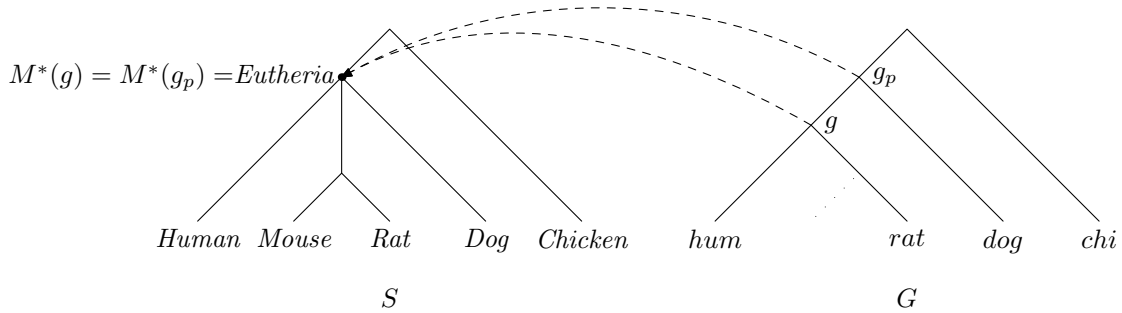 g_p
M*(g) = M*(g_p) =Eutheria
g
Human Mouse Rat Dog Chicken hum rat dog chi
S G